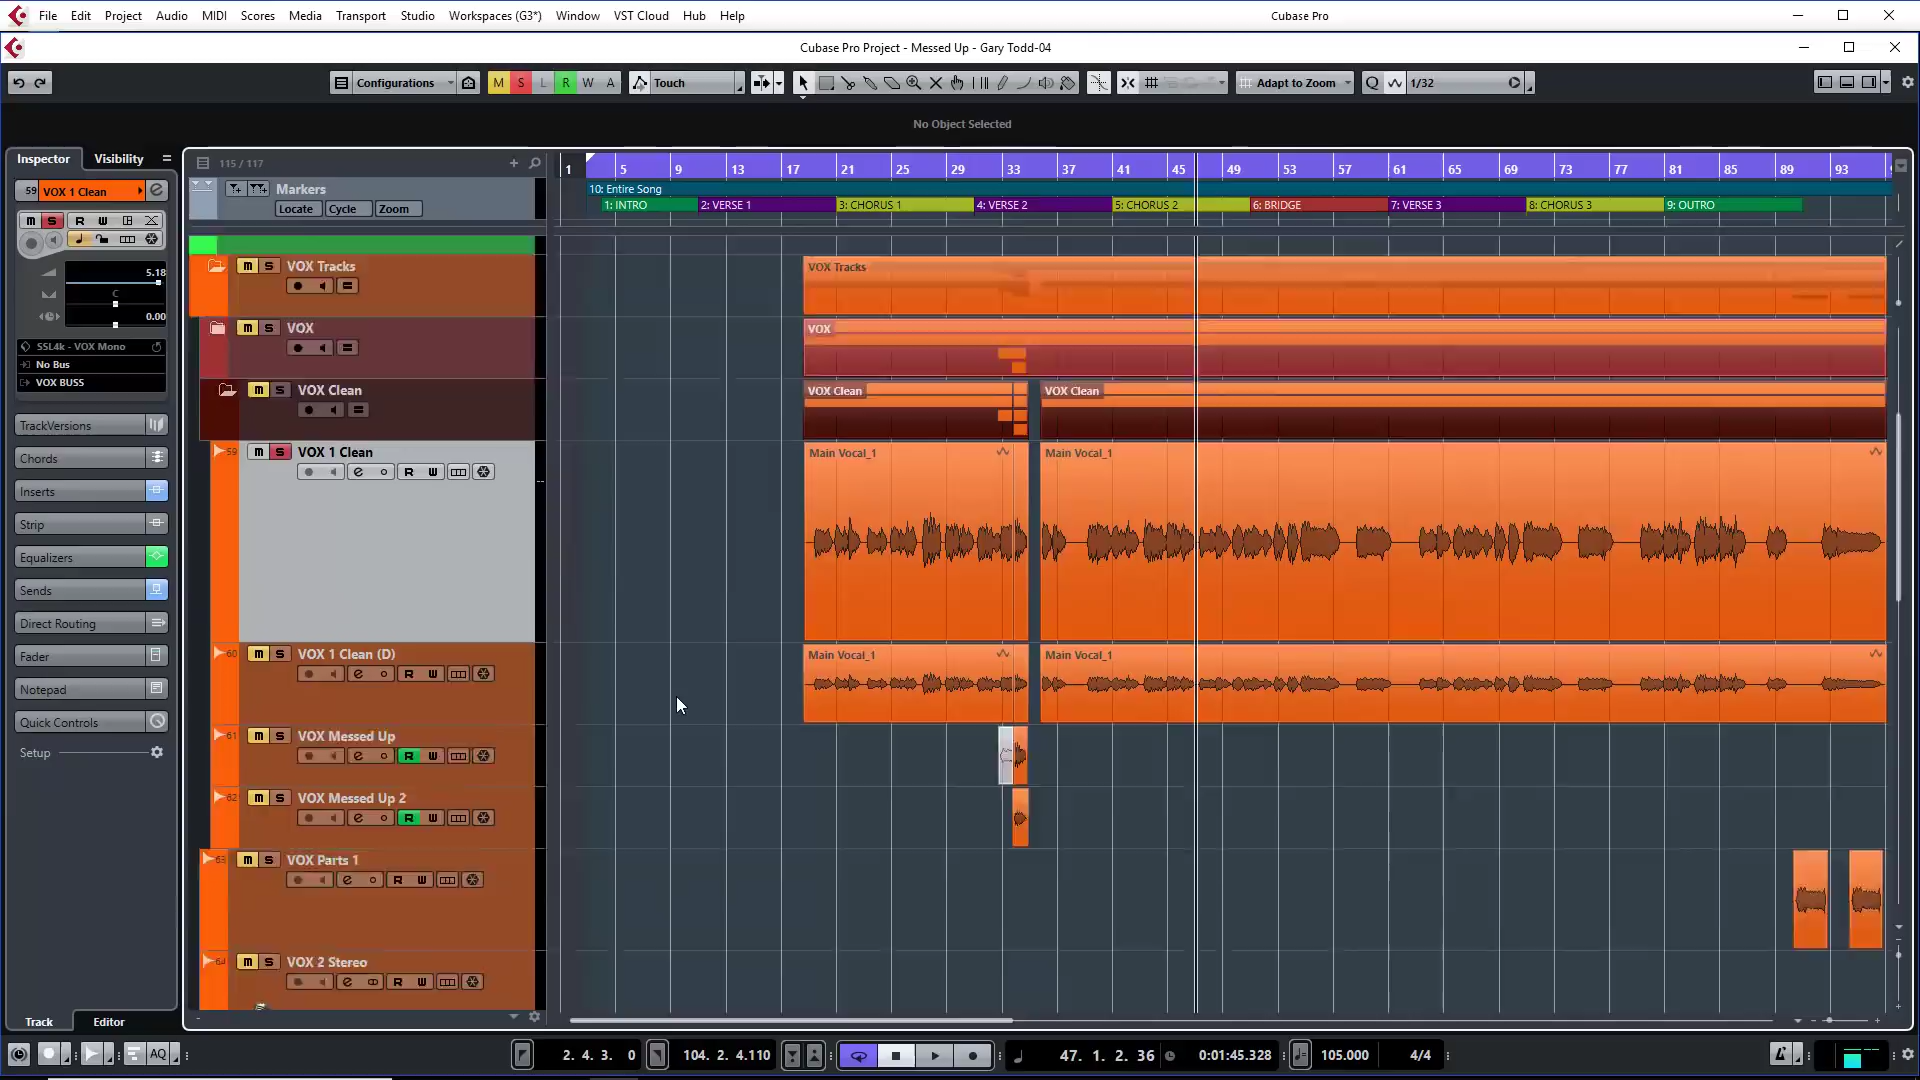 File Edit Project Audio MIDI Scores Media Transport Studio Workspaces (G3*) Window VST Cloud Hub Help Cubase Pro
Cubase Pro Project - Messed Up - Gary Todd-04
Configurations M S L R W A Touch Adapt to Zoom Q 1/32
No Object Selected
Inspector Visibility 115 / 117 1 5 9 13 17 21 25 29 33 37 41 45 49 53 57 61 65 69 73 77 81 85 89 93
59 VOX 1 Clean Markers 10: Entire Song
Locate Cycle Zoom 1: INTRO 2: VERSE 1 3: CHORUS 1 4: VERSE 2 5: CHORUS 2 6: BRIDGE 7: VERSE 3 8: CHORUS 3 9: OUTRO
M S R W
5.18
C
0.00
SSL4k - VOX Mono
No Bus
VOX BUSS
TrackVersions
Chords
Inserts
Strip
Equalizers
Sends
Direct Routing
Fader
Notepad
Quick Controls
Setup
Track Editor
m S VOX Tracks VOX Tracks
m S VOX VOX
m S VOX Clean VOX Clean VOX Clean
59 m S VOX 1 Clean Main Vocal_1 Main Vocal_1
e R W
60 m S VOX 1 Clean (D) Main Vocal_1 Main Vocal_1
e R W
61 m S VOX Messed Up
e R W
62 m S VOX Messed Up 2
e R W
63 m S VOX Parts 1
e R W
64 m S VOX 2 Stereo
e R W
AQ 2. 4. 3. 0 104. 2. 4.110 47. 1. 2. 36 0:01:45.328 105.000 4/4